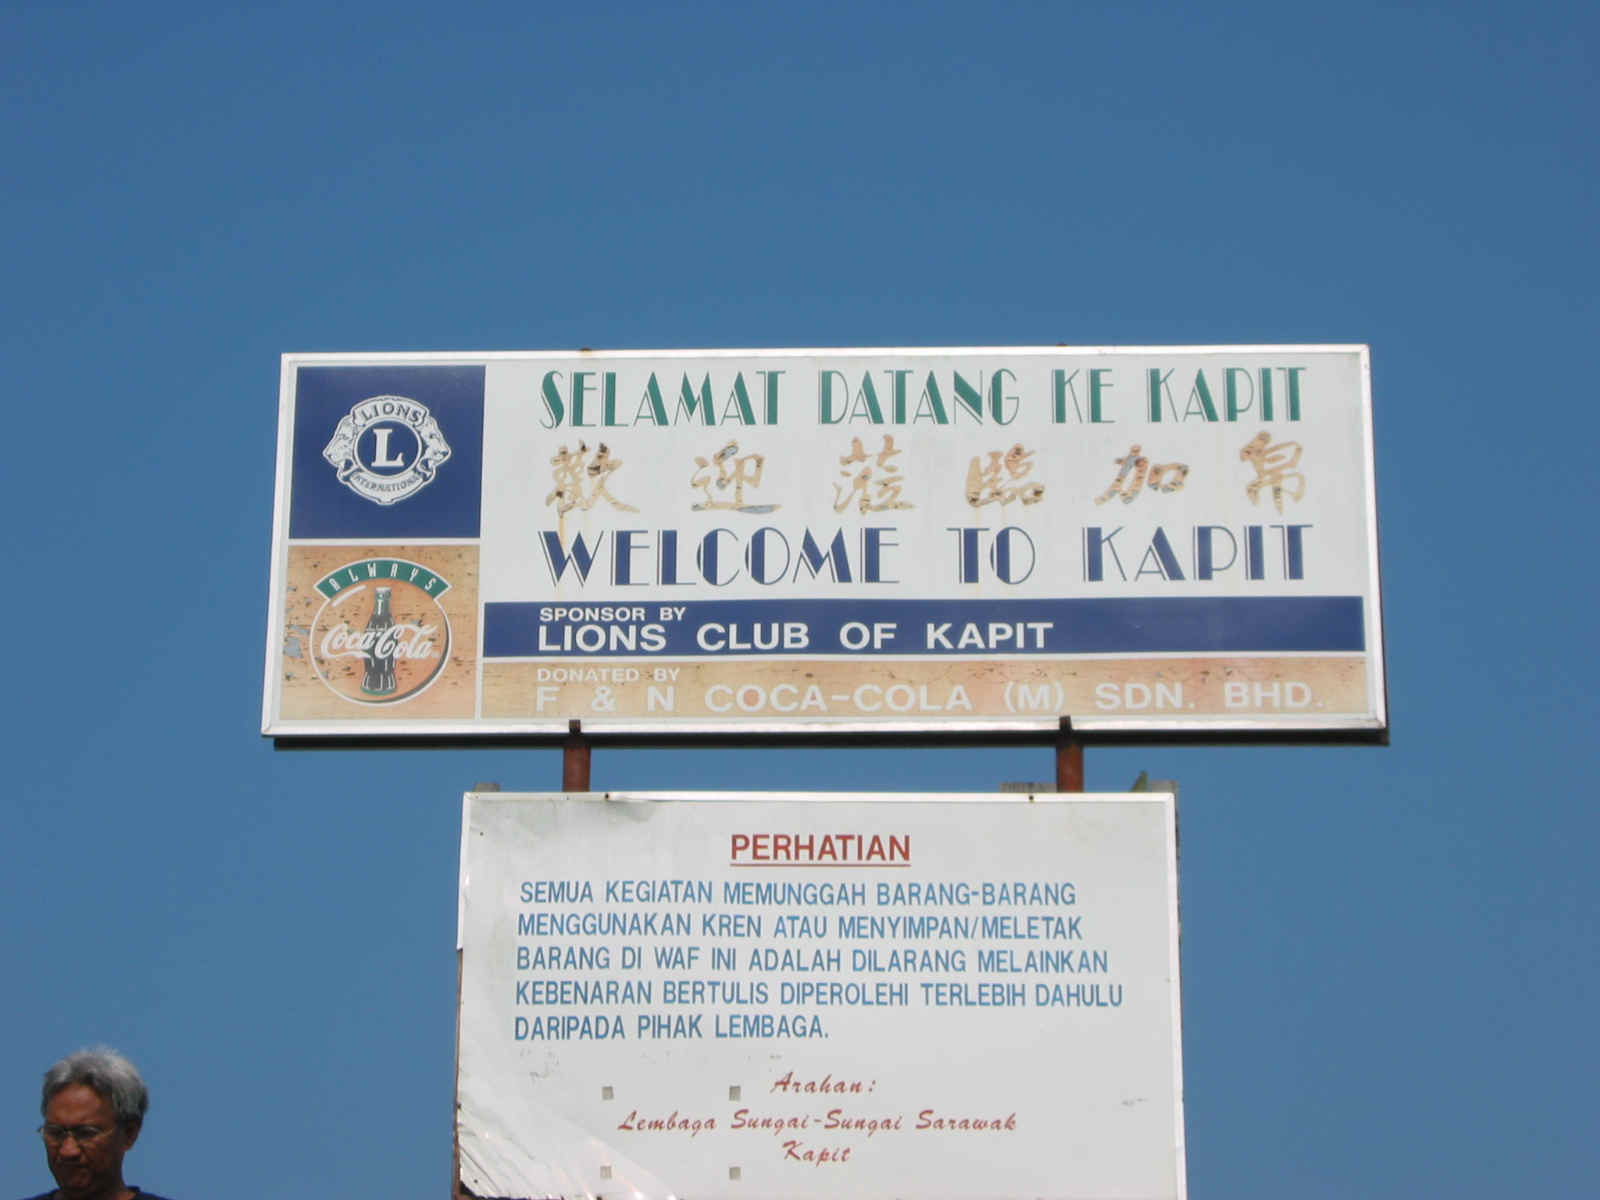 LIONS
L
INTERNATIONAL
SELAMAT DATANG KE KAPIT
歡迎蒞臨加帛
WELCOME TO KAPIT
ALWAYS
Coca-Cola
SPONSOR BY
LIONS CLUB OF KAPIT
DONATED BY
F & N COCA-COLA (M) SDN. BHD.
PERHATIAN
SEMUA KEGIATAN MEMUNGGAH BARANG-BARANG
MENGGUNAKAN KREN ATAU MENYIMPAN/MELETAK
BARANG DI WAF INI ADALAH DILARANG MELAINKAN
KEBENARAN BERTULIS DIPEROLEHI TERLEBIH DAHULU
DARIPADA PIHAK LEMBAGA.
Arahan:
Lembaga Sungai-Sungai Sarawak
Kapit